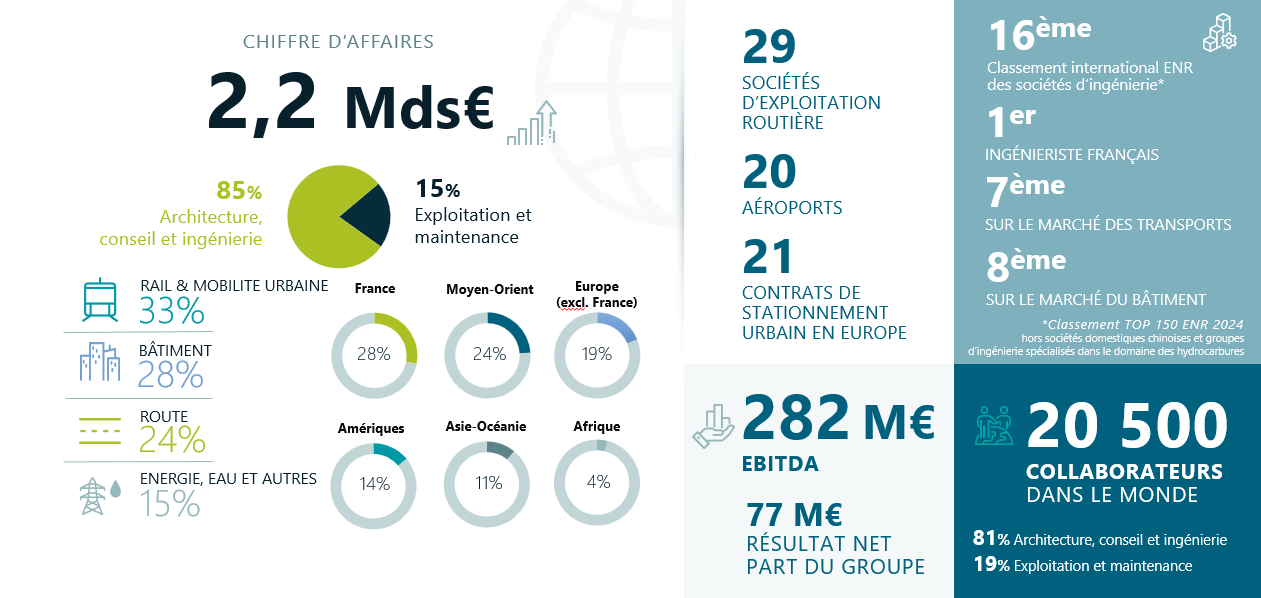 CHIFFRE D’AFFAIRES
2,2 Mds€
85%
Architecture,
conseil et ingénierie
15%
Exploitation et
maintenance
RAIL & MOBILITE URBAINE
33%
BÂTIMENT
28%
ROUTE
24%
ENERGIE, EAU ET AUTRES
15%
France
28%
Moyen-Orient
24%
Europe
(excl. France)
19%
Amériques
14%
Asie-Océanie
11%
Afrique
4%
29
SOCIÉTÉS
D’EXPLOITATION
ROUTIÈRE
20
AÉROPORTS
21
CONTRATS DE
STATIONNEMENT
URBAIN EN EUROPE
16ème
Classement international ENR
des sociétés d’ingénierie*
1er
INGÉNIERISTE FRANÇAIS
7ème
SUR LE MARCHÉ DES TRANSPORTS
8ème
SUR LE MARCHÉ DU BÂTIMENT
*Classement TOP 150 ENR 2024
hors sociétés domestiques chinoises et groupes
d’ingénierie spécialisés dans le domaine des hydrocarbures
282 M€
EBITDA
77 M€
RÉSULTAT NET
PART DU GROUPE
20 500
COLLABORATEURS
DANS LE MONDE
81% Architecture, conseil et ingénierie
19% Exploitation et maintenance